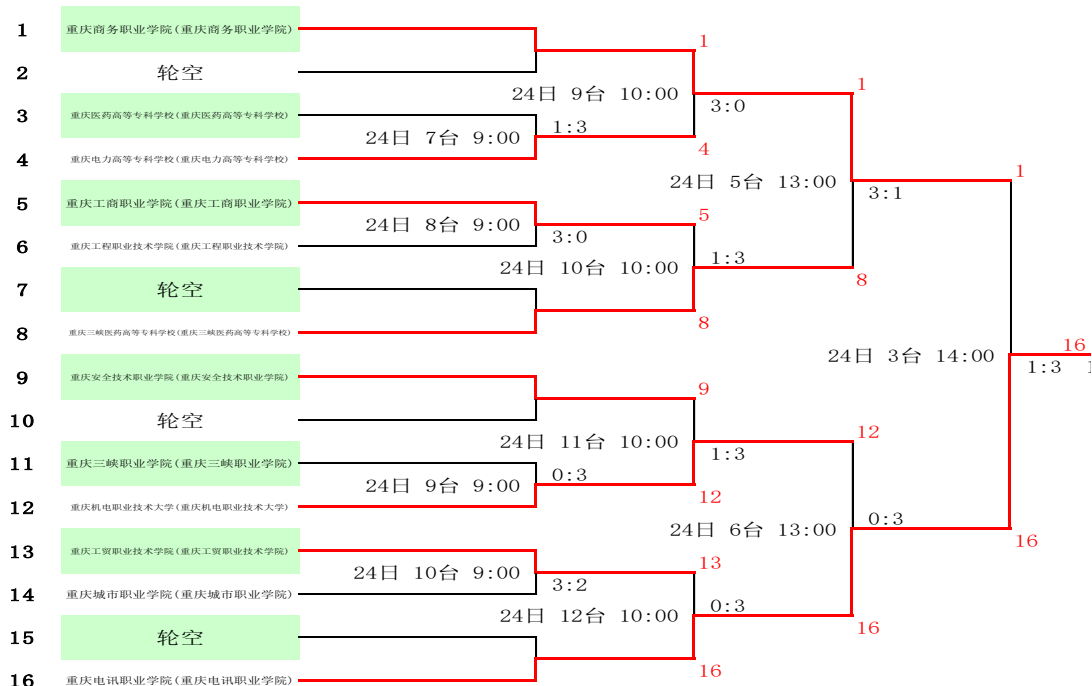 1 重庆商务职业学院(重庆商务职业学院)
1
2 轮空
1
24日 9台 10:00
3:0
3 重庆医药高等专科学校(重庆医药高等专科学校)
24日 7台 9:00
1:3
4
4 重庆电力高等专科学校(重庆电力高等专科学校)
24日 5台 13:00
1
3:1
5 重庆工商职业学院(重庆工商职业学院)
24日 8台 9:00
5
3:0
6 重庆工程职业技术学院(重庆工程职业技术学院)
24日 10台 10:00
1:3
8
7 轮空
8
8 重庆三峡医药高等专科学校(重庆三峡医药高等专科学校)
24日 3台 14:00
16
1:3
1
9 重庆安全技术职业学院(重庆安全技术职业学院)
9
10 轮空
12
24日 11台 10:00
1:3
11 重庆三峡职业学院(重庆三峡职业学院)
24日 9台 9:00
0:3
12
12 重庆机电职业技术大学(重庆机电职业技术大学)
24日 6台 13:00
0:3
16
13 重庆工贸职业技术学院(重庆工贸职业技术学院)
24日 10台 9:00
13
3:2
14 重庆城市职业学院(重庆城市职业学院)
24日 12台 10:00
0:3
16
15 轮空
16
16 重庆电讯职业学院(重庆电讯职业学院)